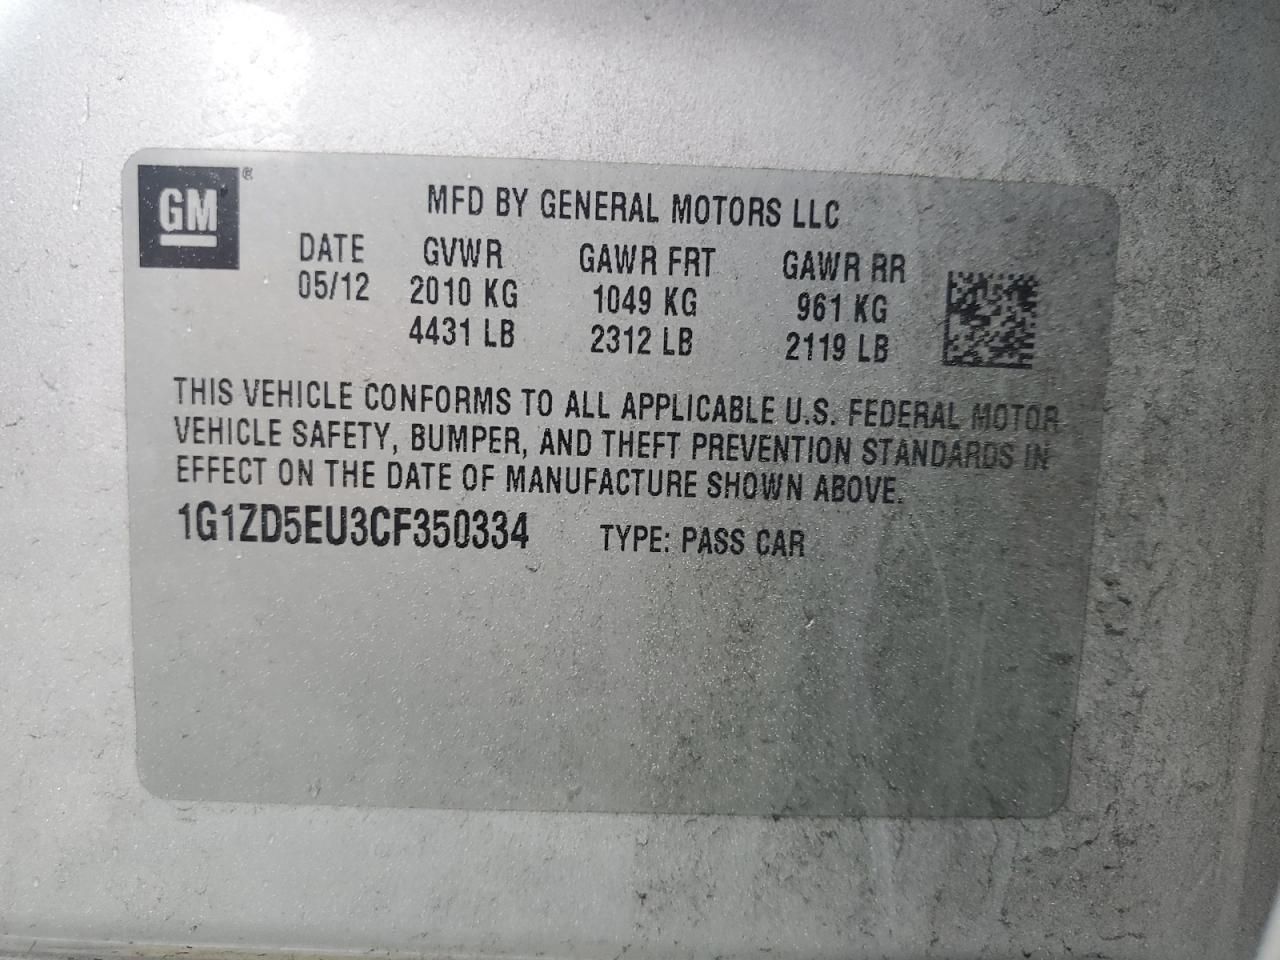 GM®
MFD BY GENERAL MOTORS LLC
DATE GVWR GAWR FRT GAWR RR
05/12 2010 KG 1049 KG 961 KG
4431 LB 2312 LB 2119 LB
THIS VEHICLE CONFORMS TO ALL APPLICABLE U.S. FEDERAL MOTOR
VEHICLE SAFETY, BUMPER, AND THEFT PREVENTION STANDARDS IN
EFFECT ON THE DATE OF MANUFACTURE SHOWN ABOVE.
1G1ZD5EU3CF350334 TYPE: PASS CAR